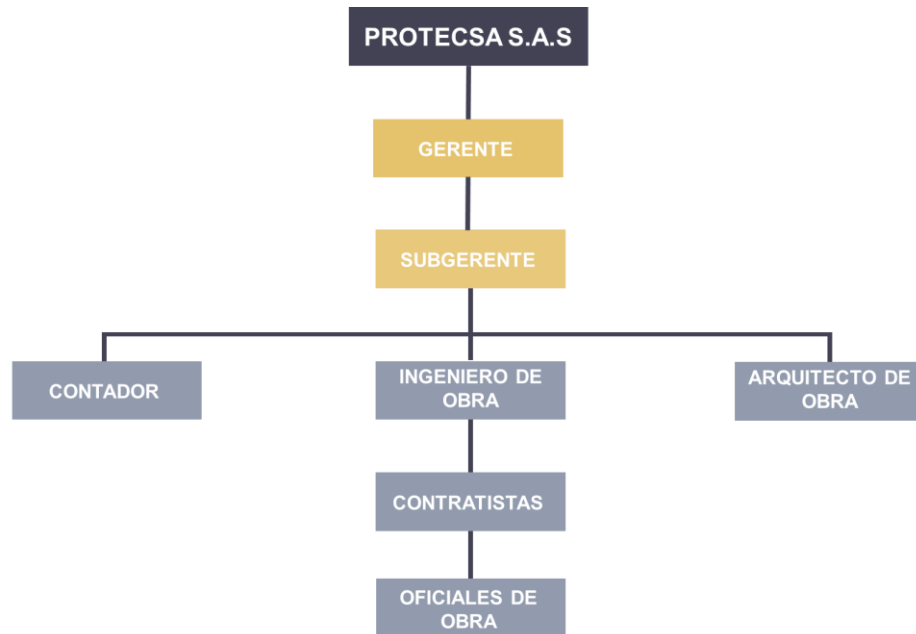 PROTECSA S.A.S
GERENTE
SUBGERENTE
CONTADOR
INGENIERO DE
OBRA
ARQUITECTO DE
OBRA
CONTRATISTAS
OFICIALES DE
OBRA